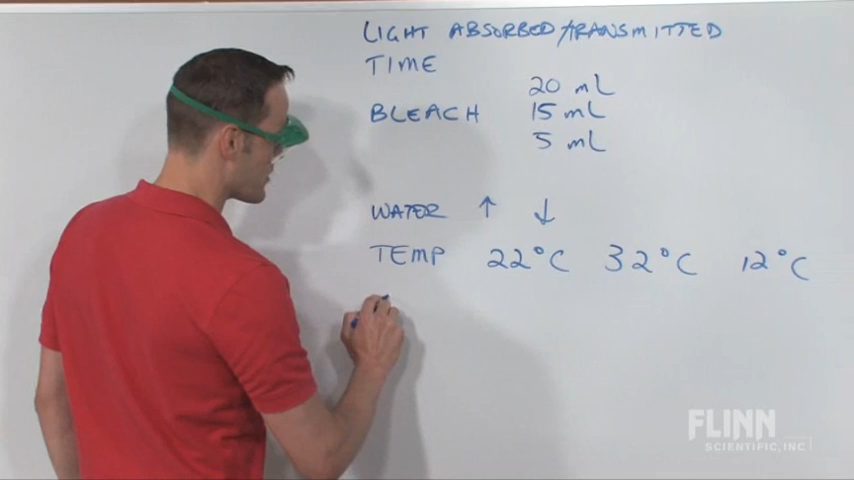 LIGHT ABSORBED/TRANSMITTED
TIME
20 mL
BLEACH 15 mL
5 mL
WATER ↑ ↓
TEMP 22°C 32°C 12°C
FLINN
SCIENTIFIC, INC